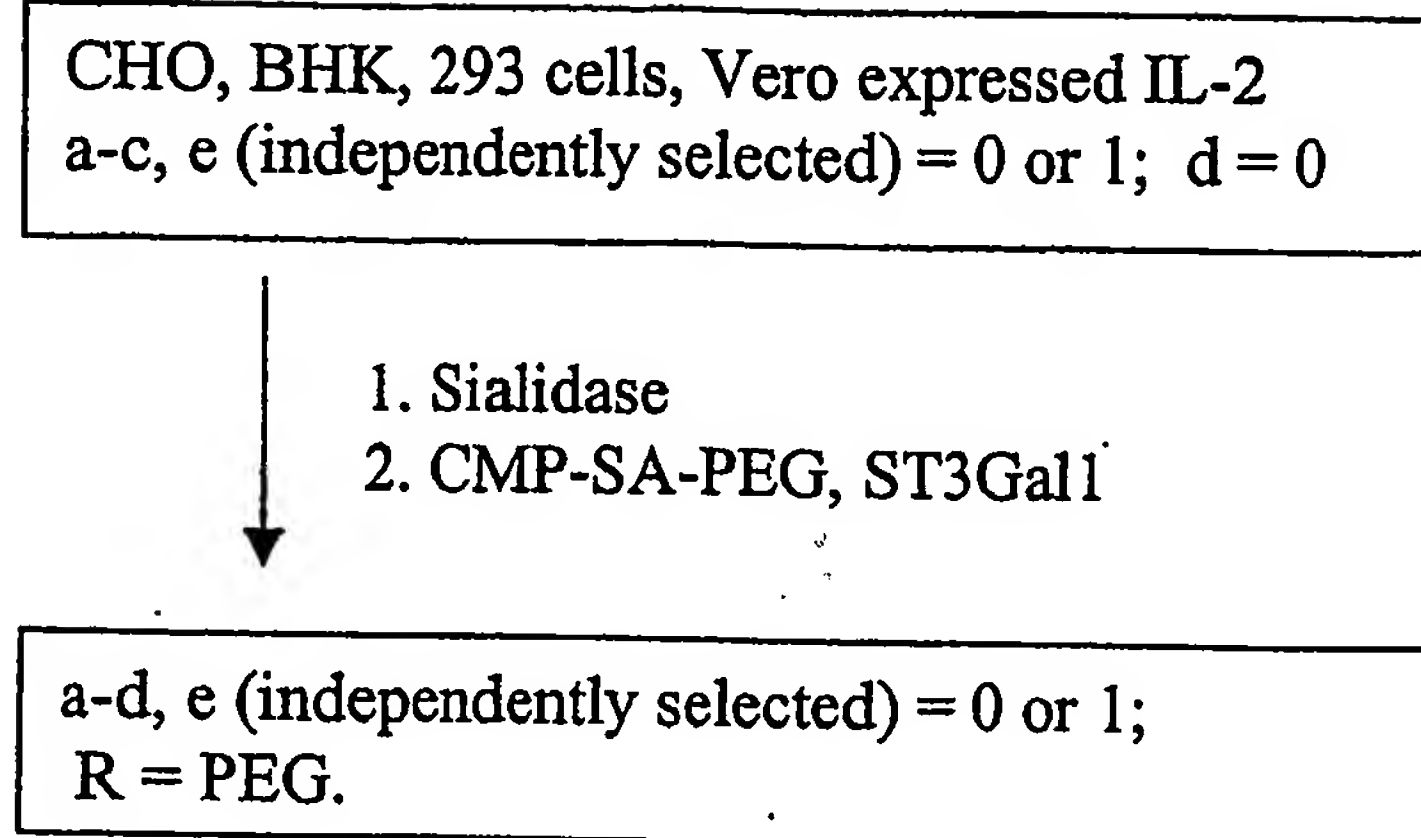 CHO, BHK, 293 cells, Vero expressed IL-2
a-c, e (independently selected) = 0 or 1; d = 0
1. Sialidase
2. CMP-SA-PEG, ST3Gal1
a-d, e (independently selected) = 0 or 1;
R = PEG.